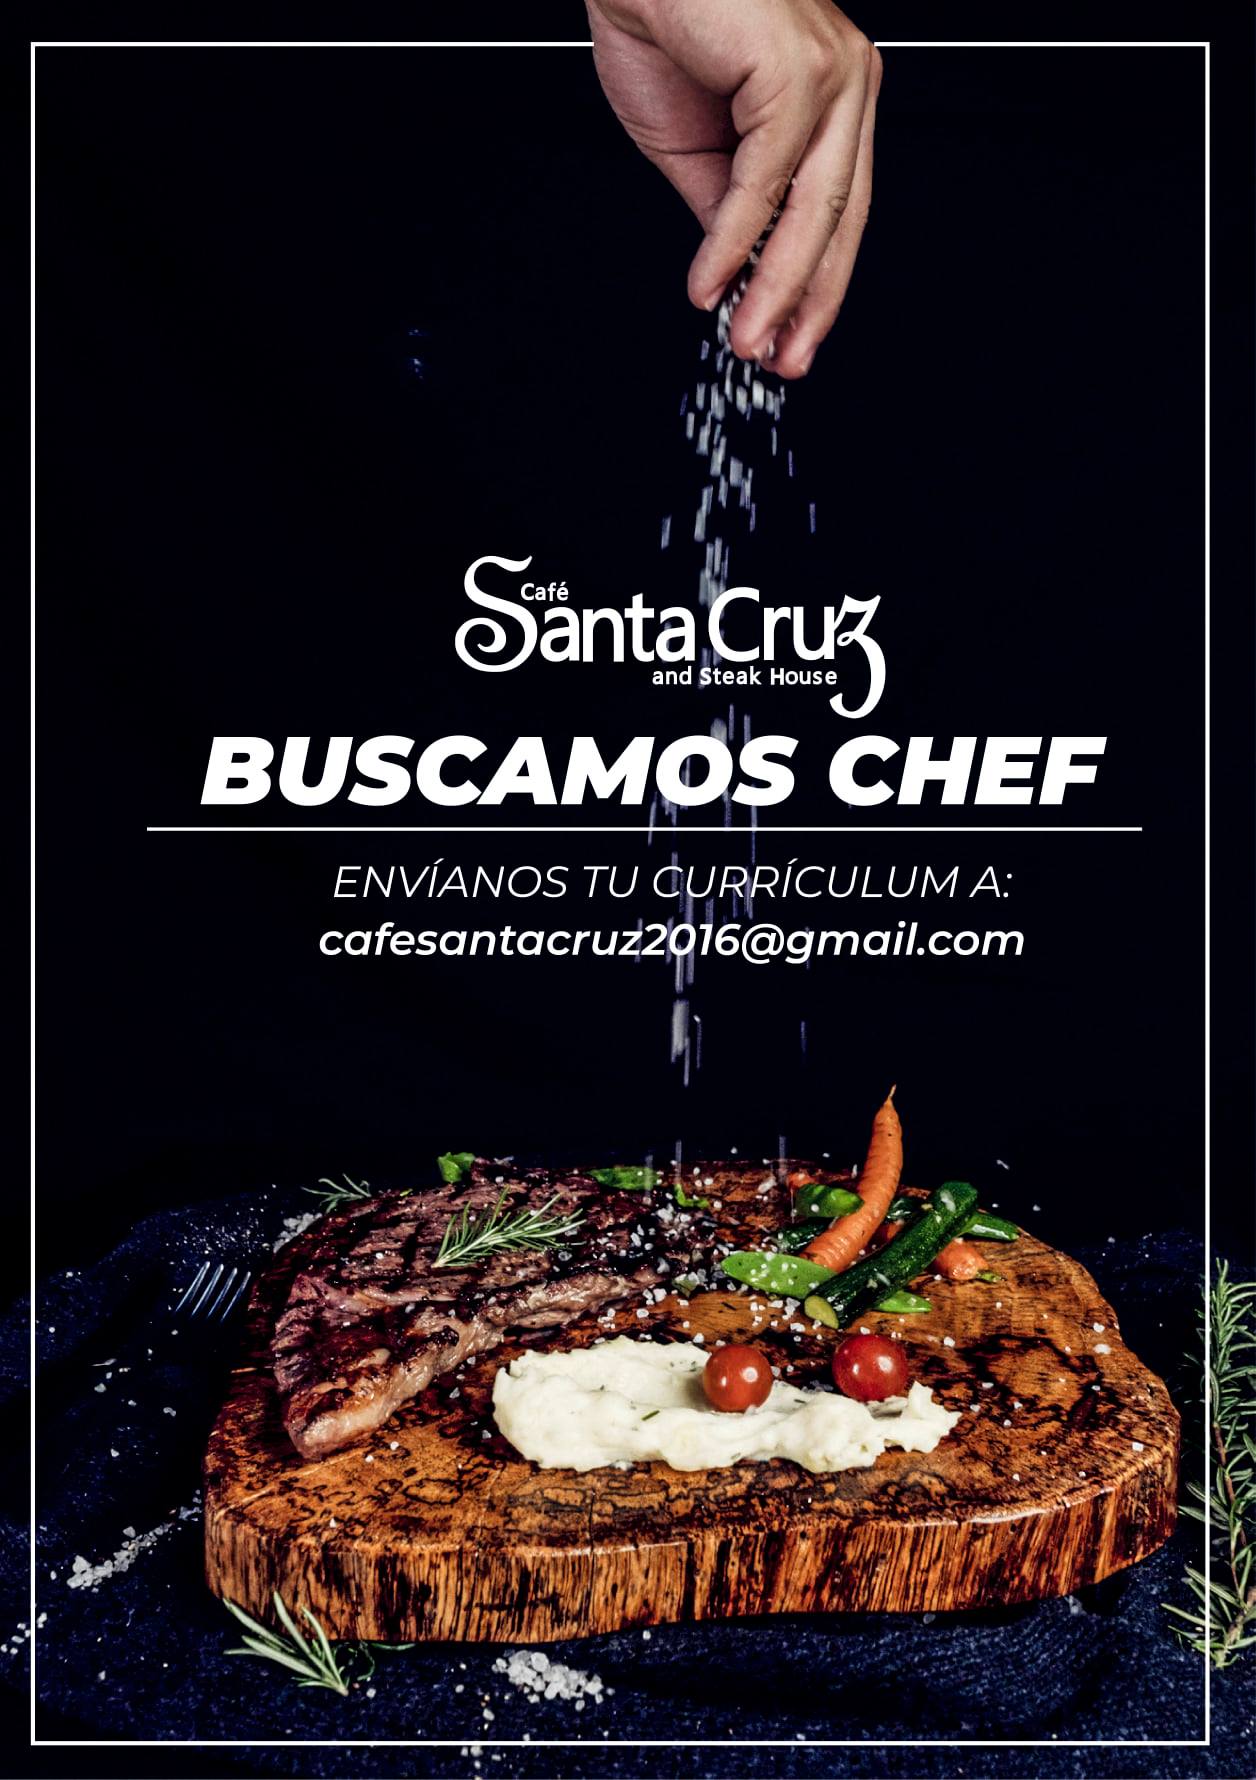 Café
Santa Cruz
and Steak House
BUSCAMOS CHEF
ENVÍANOS TU CURRÍCULUM A:
cafesantacruz2016@gmail.com